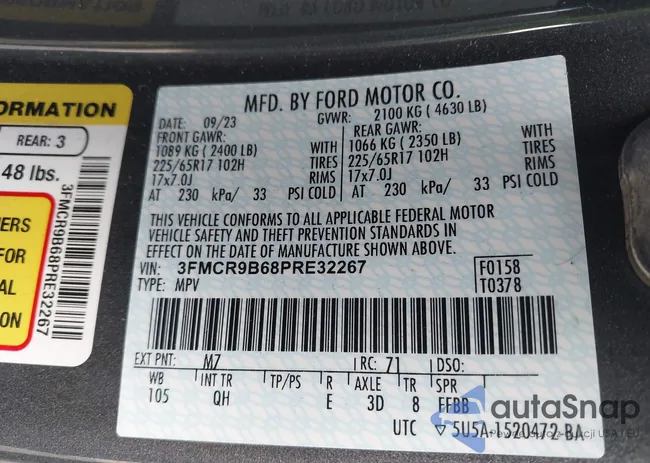 ORMATION
REAR: 3
48 lbs.
NERS
FOR
AL
ON
3FMCR9B68PRE32267
MFD. BY FORD MOTOR CO.
DATE: 09/23 GVWR: 2100 KG ( 4630 LB)
FRONT GAWR: REAR GAWR:
1089 KG ( 2400 LB) WITH 1066 KG ( 2350 LB) WITH
225/65R17 102H TIRES 225/65R17 102H TIRES
17x7.0J RIMS 17x7.0J RIMS
AT 230 kPa/ 33 PSI COLD AT 230 kPa/ 33 PSI COLD
THIS VEHICLE CONFORMS TO ALL APPLICABLE FEDERAL MOTOR
VEHICLE SAFETY AND THEFT PREVENTION STANDARDS IN
EFFECT ON THE DATE OF MANUFACTURE SHOWN ABOVE.
VIN: 3FMCR9B68PRE32267 F0158
TYPE: MPV T0378
EXT PNT: M7 RC: 71 DSO:
WB INT TR TP/PS R AXLE TR SPR
105 QH E 3D 8 FFBB
UTC ▽ 5U5A-1520472-BA
autoSnap